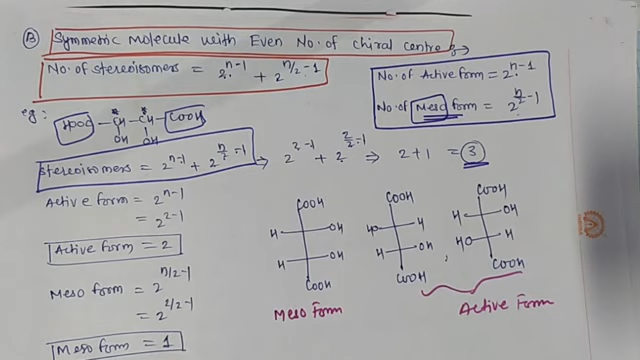 B Symmetric Molecule with Even No. of chiral centre
No. of stereoisomers = 2^n-1 + 2^n/2-1
No. of Active form = 2^n-1
No. of Meso form = 2^n/2-1
eg:
HOOC - *CH - *CH - COOH
OH OH
Stereoisomers = 2^n-1 + 2^n/2-1 ⇒ 2^2-1 + 2^2/2-1 ⇒ 2+1 = 3
Active form = 2^n-1
= 2^2-1
Active form = 2
Meso form = 2^n/2-1
= 2^2/2-1
Meso form = 1
COOH
H OH
H OH
COOH
Meso Form
COOH
HO H
H OH
COOH
,
COOH
H OH
HO H
COOH
Active Form